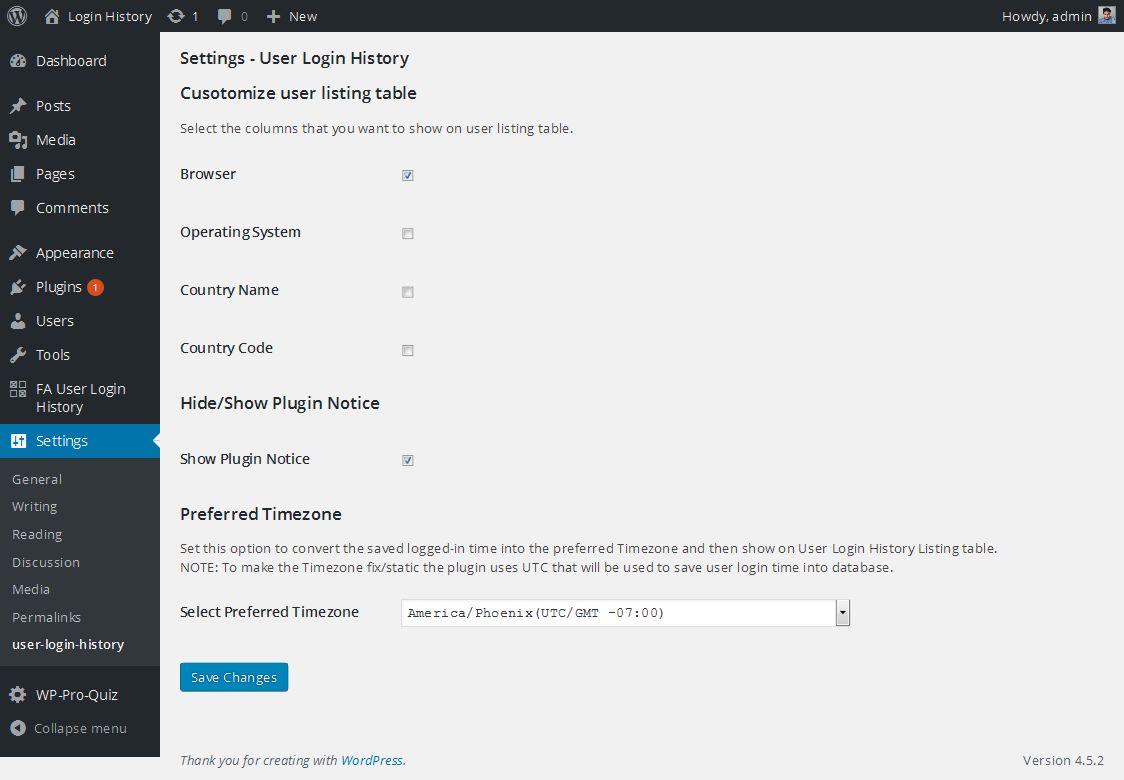 Login History 1 0 New Howdy, admin
Dashboard
Posts
Media
Pages
Comments
Appearance
Plugins 1
Users
Tools
FA User Login
History
Settings
General
Writing
Reading
Discussion
Media
Permalinks
user-login-history
WP-Pro-Quiz
Collapse menu
Settings - User Login History
Cusotomize user listing table
Select the columns that you want to show on user listing table.
Browser
Operating System
Country Name
Country Code
Hide/Show Plugin Notice
Show Plugin Notice
Preferred Timezone
Set this option to convert the saved logged-in time into the preferred Timezone and then show on User Login History Listing table.
NOTE: To make the Timezone fix/static the plugin uses UTC that will be used to save user login time into database.
Select Preferred Timezone America/Phoenix(UTC/GMT -07:00)
Save Changes
Thank you for creating with WordPress. Version 4.5.2